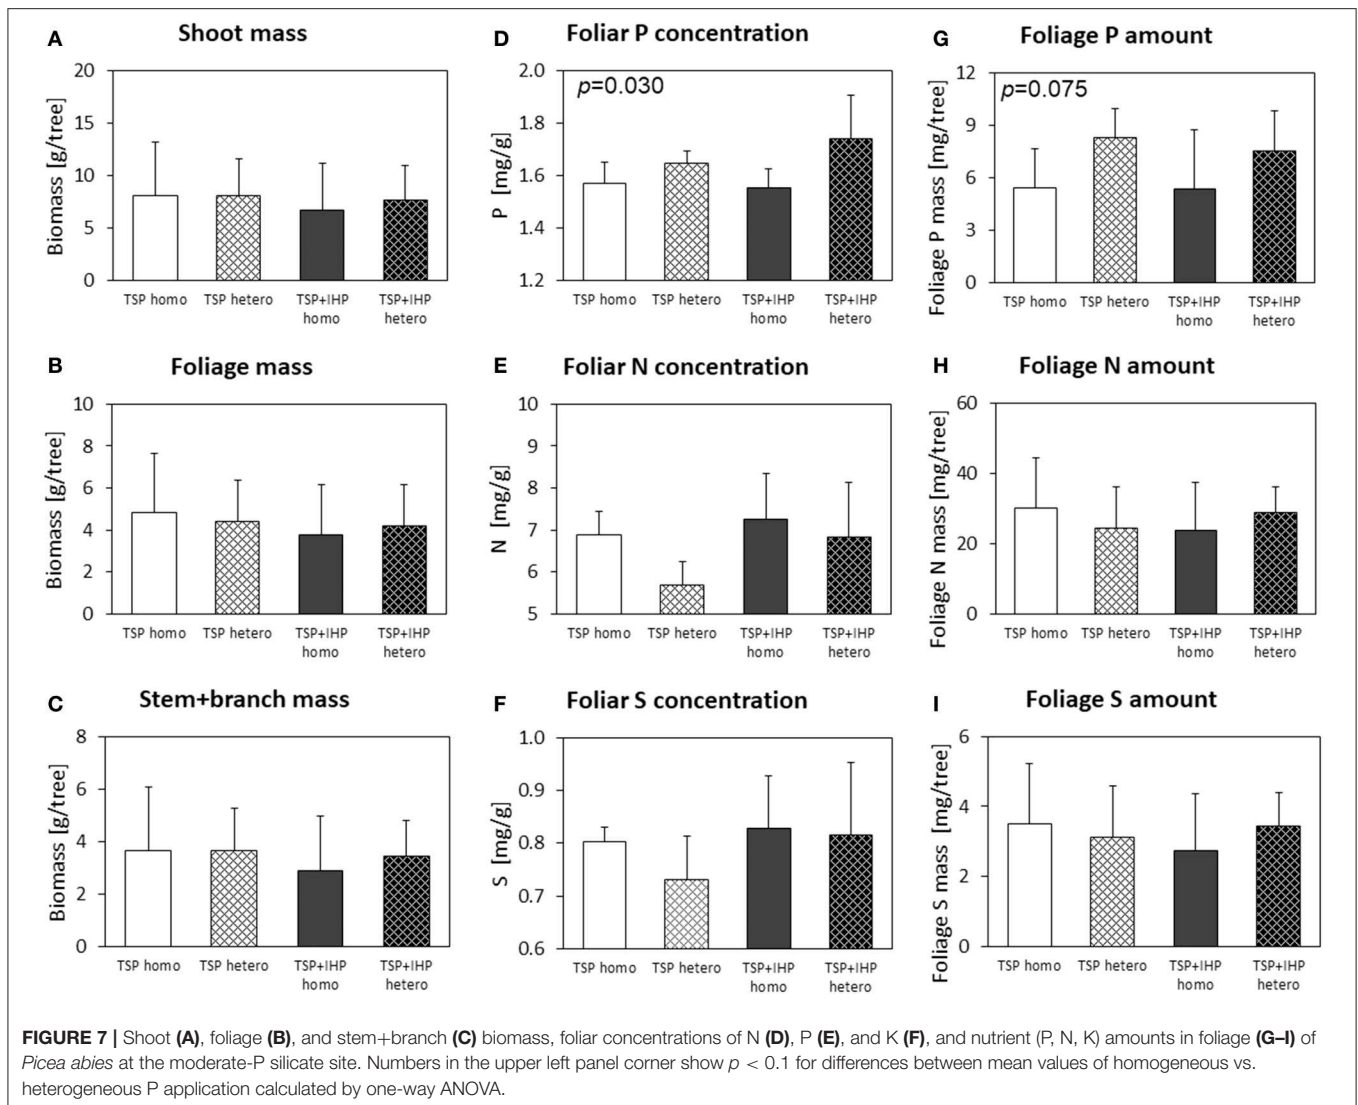 A Shoot mass
Biomass [g/tree]
20
15
10
5
0
TSP homo TSP hetero TSP+IHP homo TSP+IHP hetero
D Foliar P concentration
p=0.030
P [mg/g]
2.0
1.8
1.6
1.4
1.2
TSP homo TSP hetero TSP+IHP homo TSP+IHP hetero
G Foliage P amount
p=0.075
Foliage P mass [mg/tree]
12
9
6
3
0
TSP homo TSP hetero TSP+IHP homo TSP+IHP hetero
B Foliage mass
Biomass [g/tree]
10
8
6
4
2
0
TSP homo TSP hetero TSP+IHP homo TSP+IHP hetero
E Foliar N concentration
N [mg/g]
10
9
8
7
6
5
TSP homo TSP hetero TSP+IHP homo TSP+IHP hetero
H Foliage N amount
Foliage N mass [mg/tree]
60
40
20
0
TSP homo TSP hetero TSP+IHP homo TSP+IHP hetero
C Stem+branch mass
Biomass [g/tree]
8
6
4
2
0
TSP homo TSP hetero TSP+IHP homo TSP+IHP hetero
F Foliar S concentration
S [mg/g]
1.0
0.9
0.8
0.7
0.6
TSP homo TSP hetero TSP+IHP homo TSP+IHP hetero
I Foliage S amount
Foliage S mass [mg/tree]
6
4
2
0
TSP homo TSP hetero TSP+IHP homo TSP+IHP hetero
FIGURE 7 | Shoot (A), foliage (B), and stem+branch (C) biomass, foliar concentrations of N (D), P (E), and K (F), and nutrient (P, N, K) amounts in foliage (G–I) of
Picea abies at the moderate-P silicate site. Numbers in the upper left panel corner show p < 0.1 for differences between mean values of homogeneous vs.
heterogeneous P application calculated by one-way ANOVA.